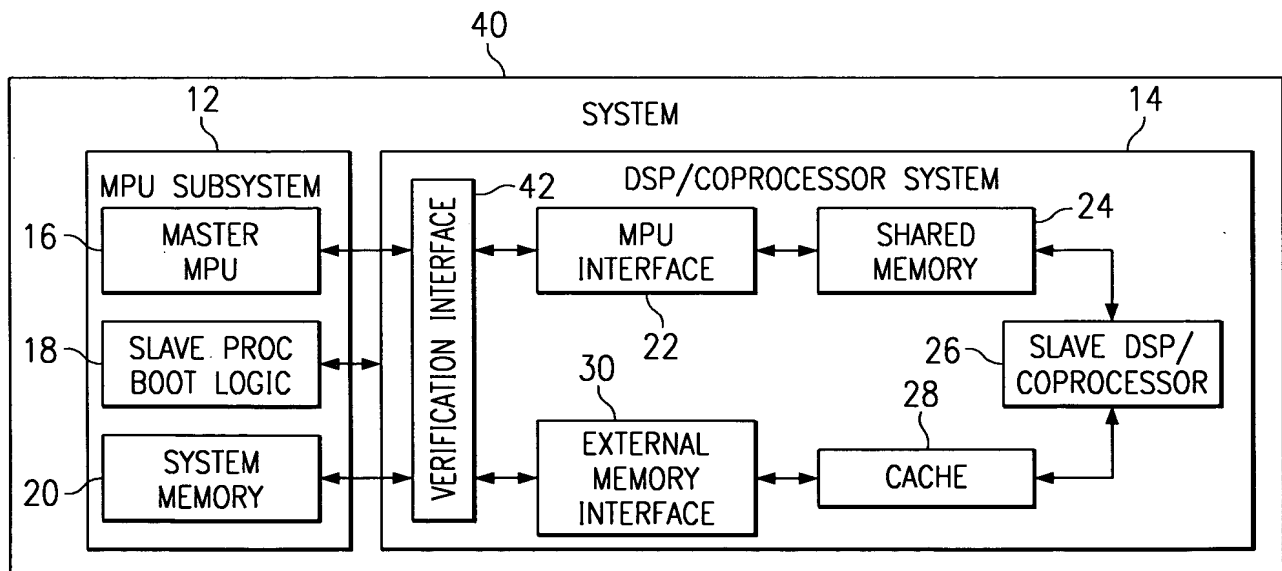 40
SYSTEM
12
14
MPU SUBSYSTEM
DSP/COPROCESSOR SYSTEM
42
16
MASTER
MPU
VERIFICATION INTERFACE
MPU
INTERFACE
22
SHARED
MEMORY
24
18
SLAVE PROC
BOOT LOGIC
26
SLAVE DSP/
COPROCESSOR
20
SYSTEM
MEMORY
30
EXTERNAL
MEMORY
INTERFACE
28
CACHE